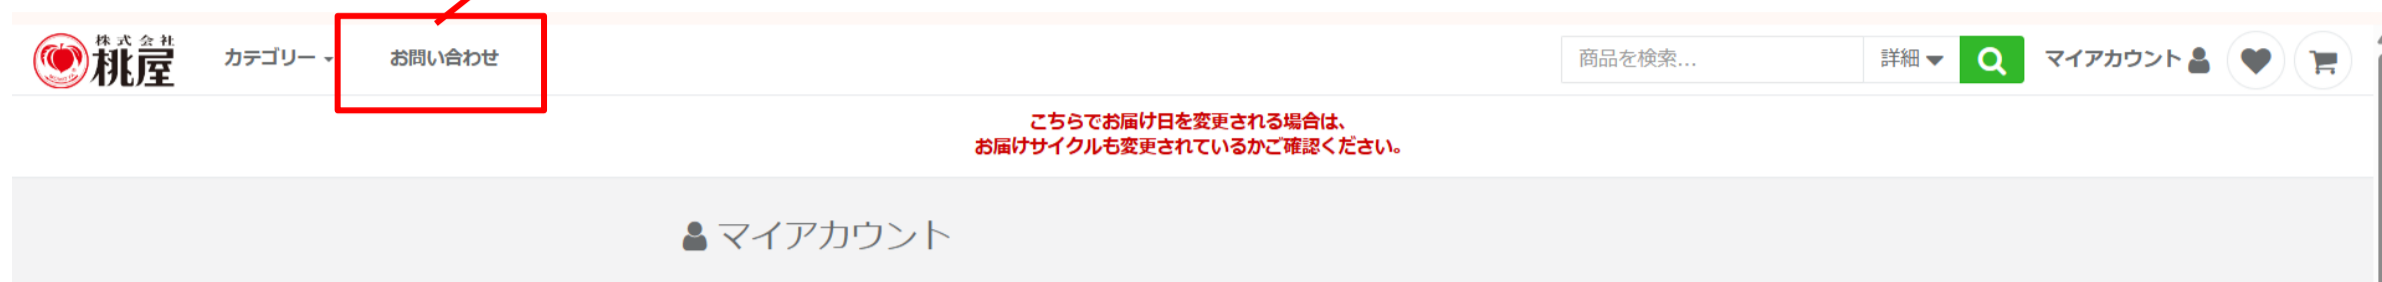 株式会社
桃屋
カテゴリー
お問い合わせ
商品を検索...
詳細
マイアカウント
こちらでお届け日を変更される場合は、
お届けサイクルも変更されているかご確認ください。
マイアカウント